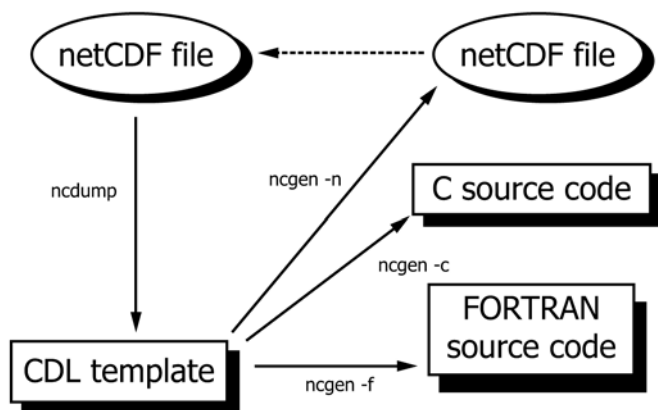 netCDF file
netCDF file
ncdump
ncgen -n
C source code
ncgen -c
FORTRAN
source code
CDL template
ncgen -f